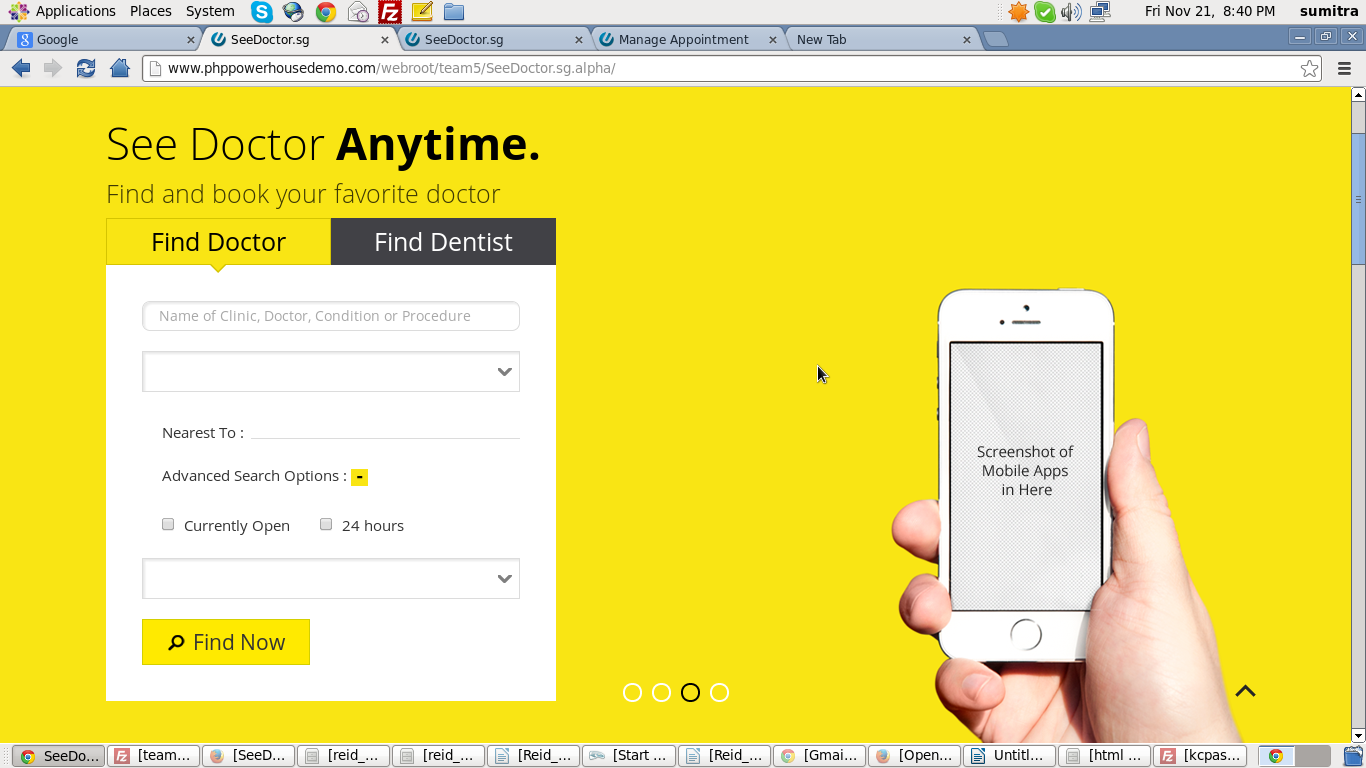 Applications Places System
Fri Nov 21, 8:40 PM sumitra
Google
SeeDoctor.sg
SeeDoctor.sg
Manage Appointment
New Tab
www.phppowerhousedemo.com/webroot/team5/SeeDoctor.sg.alpha/
See Doctor Anytime.
Find and book your favorite doctor
Find Doctor
Find Dentist
Name of Clinic, Doctor, Condition or Procedure
Nearest To :
Advanced Search Options : -
Currently Open
24 hours
Find Now
Screenshot of
Mobile Apps
in Here
SeeDo...
[team...
[SeeD...
[reid_...
[reid_...
[Reid_...
[Start ...
[Reid_...
[Gmai...
[Open...
Untitl...
[html ...
[kcpas...